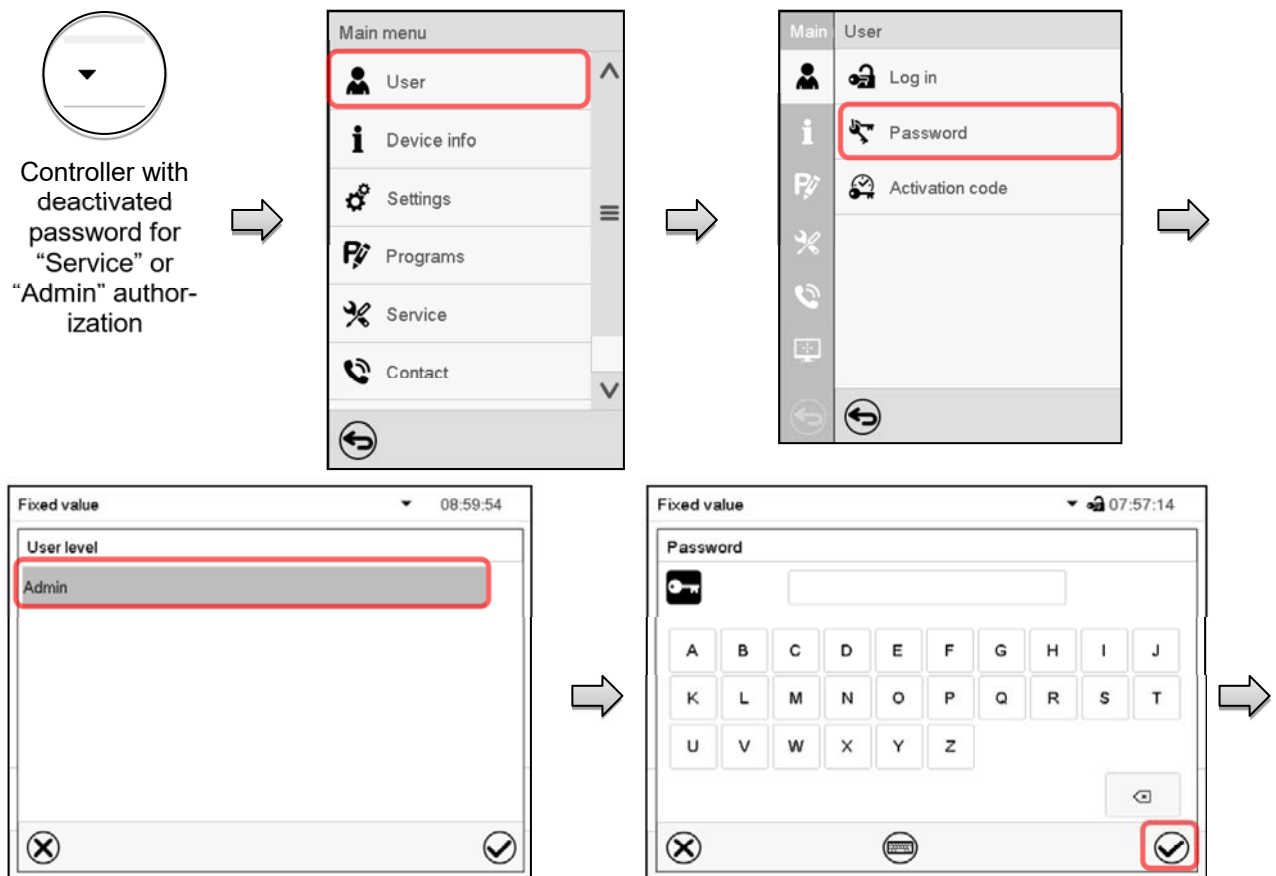 Controller with
deactivated
password for
“Service” or
“Admin” author-
ization
Main menu
User
Device info
Settings
Programs
Service
Contact
Main
User
Log in
Password
Activation code
Fixed value 08:59:54
User level
Admin
Fixed value 07:57:14
Password
A B C D E F G H I J
K L M N O P Q R S T
U V W X Y Z